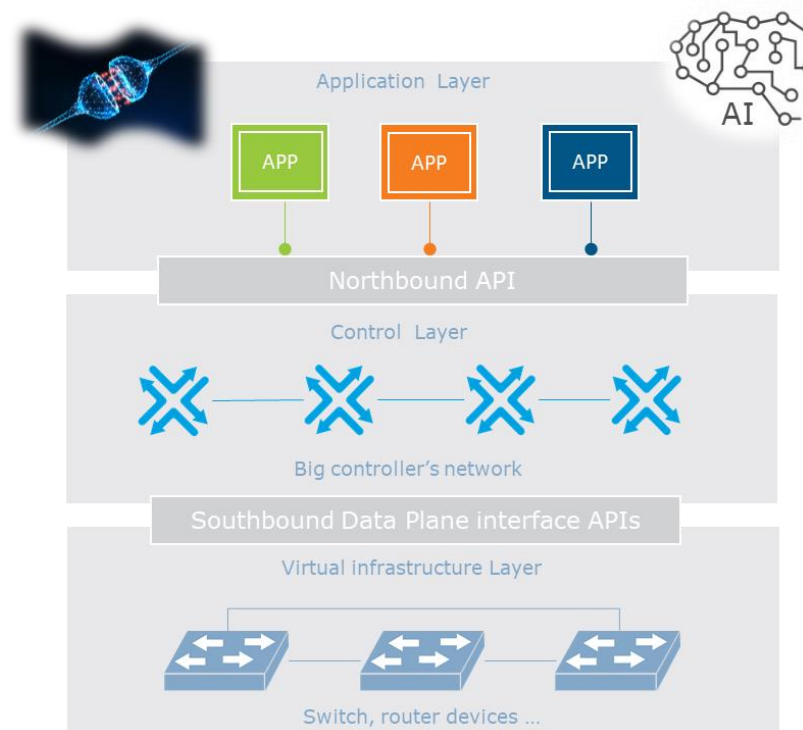 AI
Application Layer
APP
APP
APP
Northbound API
Control Layer
Big controller's network
Southbound Data Plane interface APIs
Virtual infrastructure Layer
Switch, router devices ...